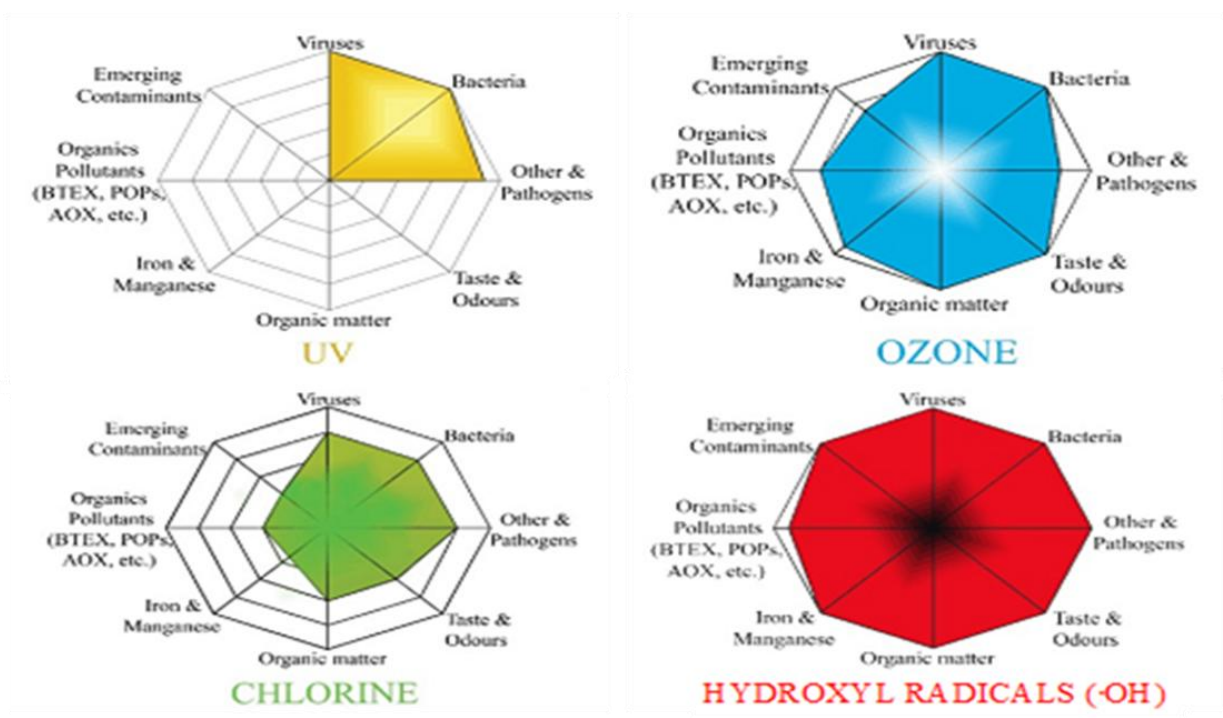 Viruses
Emerging
Contaminants
Bacteria
Organics
Pollutants
(BTEX, POPs,
AOX, etc.)
Other &
Pathogens
Iron &
Manganese
Taste &
Odours
Organic matter
UV
Viruses
Emerging
Contaminants
Bacteria
Organics
Pollutants
(BTEX, POPs,
AOX, etc.)
Other &
Pathogens
Iron &
Manganese
Taste &
Odours
Organic matter
OZONE
Viruses
Emerging
Contaminants
Bacteria
Organics
Pollutants
(BTEX, POPs,
AOX, etc.)
Other &
Pathogens
Iron &
Manganese
Taste &
Odours
Organic matter
CHLORINE
Viruses
Emerging
Contaminants
Bacteria
Organics
Pollutants
(BTEX, POPs,
AOX, etc.)
Other &
Pathogens
Iron &
Manganese
Taste &
Odours
Organic matter
HYDROXYL RADICALS (·OH)